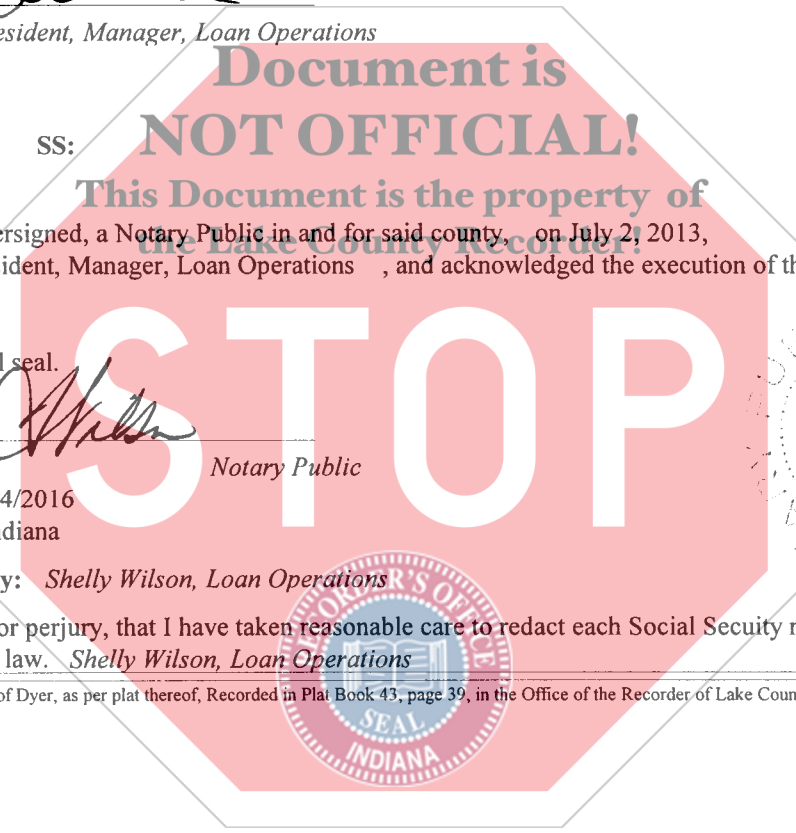 esident, Manager, Loan Operations
Document is
NOT OFFICIAL!
SS:
This Document is the property of
the Lake County Recorder!
ersigned, a Notary Public in and for said county, on July 2, 2013,
sident, Manager, Loan Operations , and acknowledged the execution of th
STOP
l seal.
Wilson
Notary Public
4/2016
ndiana
y: Shelly Wilson, Loan Operations
or perjury, that I have taken reasonable care to redact each Social Secuity n
law. Shelly Wilson, Loan Operations
of Dyer, as per plat thereof, Recorded in Plat Book 43, page 39, in the Office of the Recorder of Lake Coun
RECORDER'S OFFICE
SEAL
INDIANA